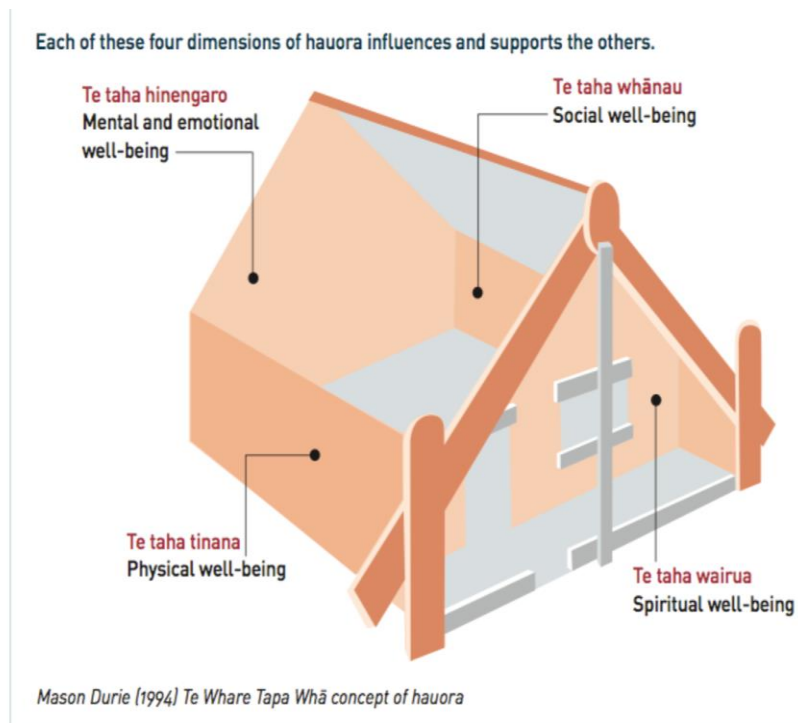 Each of these four dimensions of hauora influences and supports the others.
Te taha hinengaro
Mental and emotional
well-being
Te taha whānau
Social well-being
Te taha tinana
Physical well-being
Te taha wairua
Spiritual well-being
Mason Durie (1994) Te Whare Tapa Whā concept of hauora